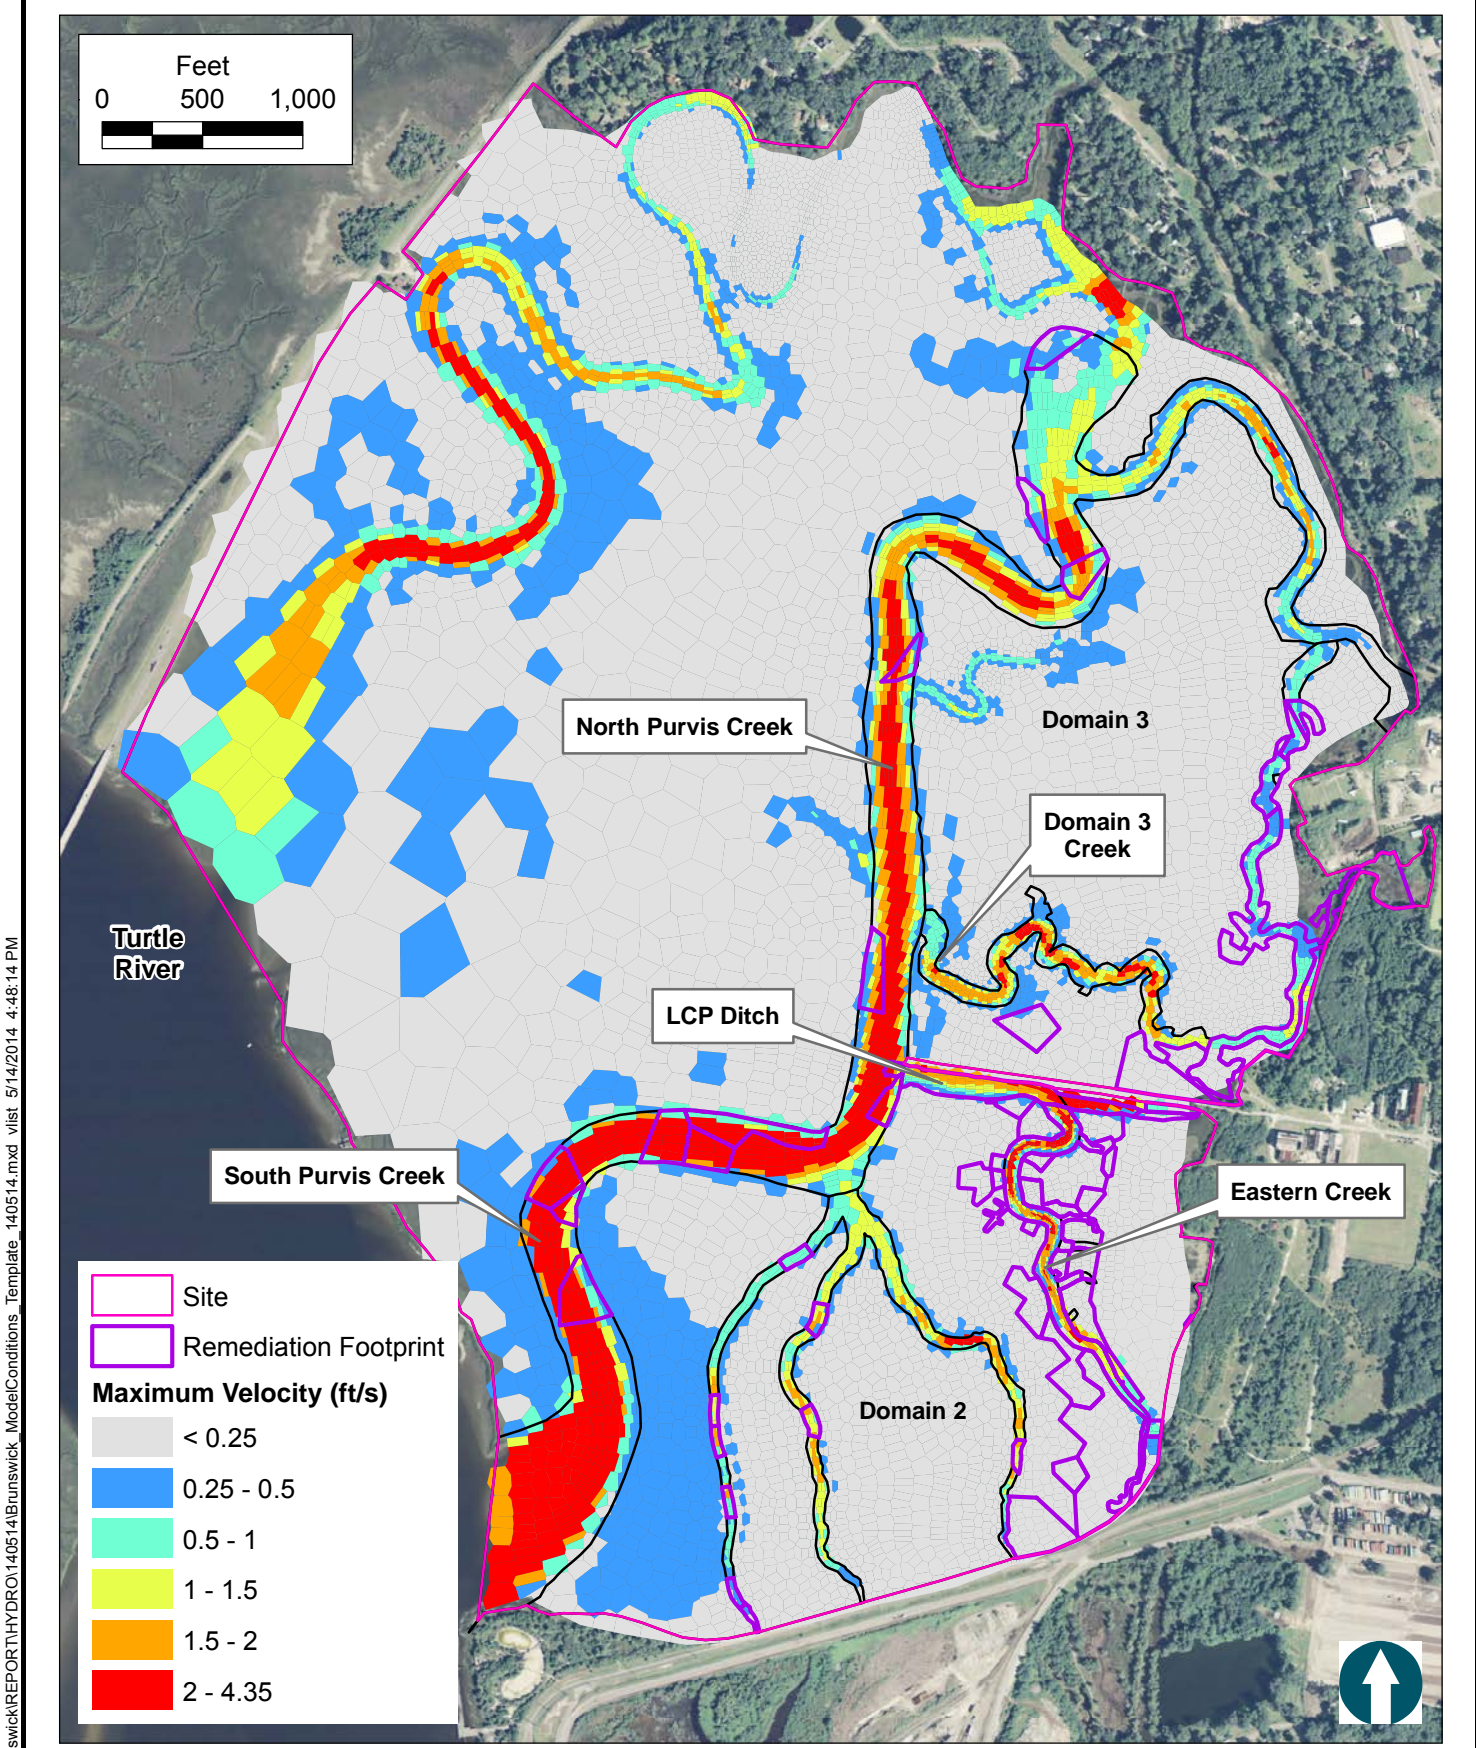 Feet
0 500 1,000
North Purvis Creek
Domain 3
Domain 3
Creek
Turtle
River
LCP Ditch
South Purvis Creek
Eastern Creek
Domain 2
Site
Remediation Footprint
Maximum Velocity (ft/s)
< 0.25
0.25 - 0.5
0.5 - 1
1 - 1.5
1.5 - 2
2 - 4.35
swick\REPORT\HYDRO\140514\Brunswick_ModelConditions_Template_140514.mxd vlist 5/14/2014 4:48:14 PM